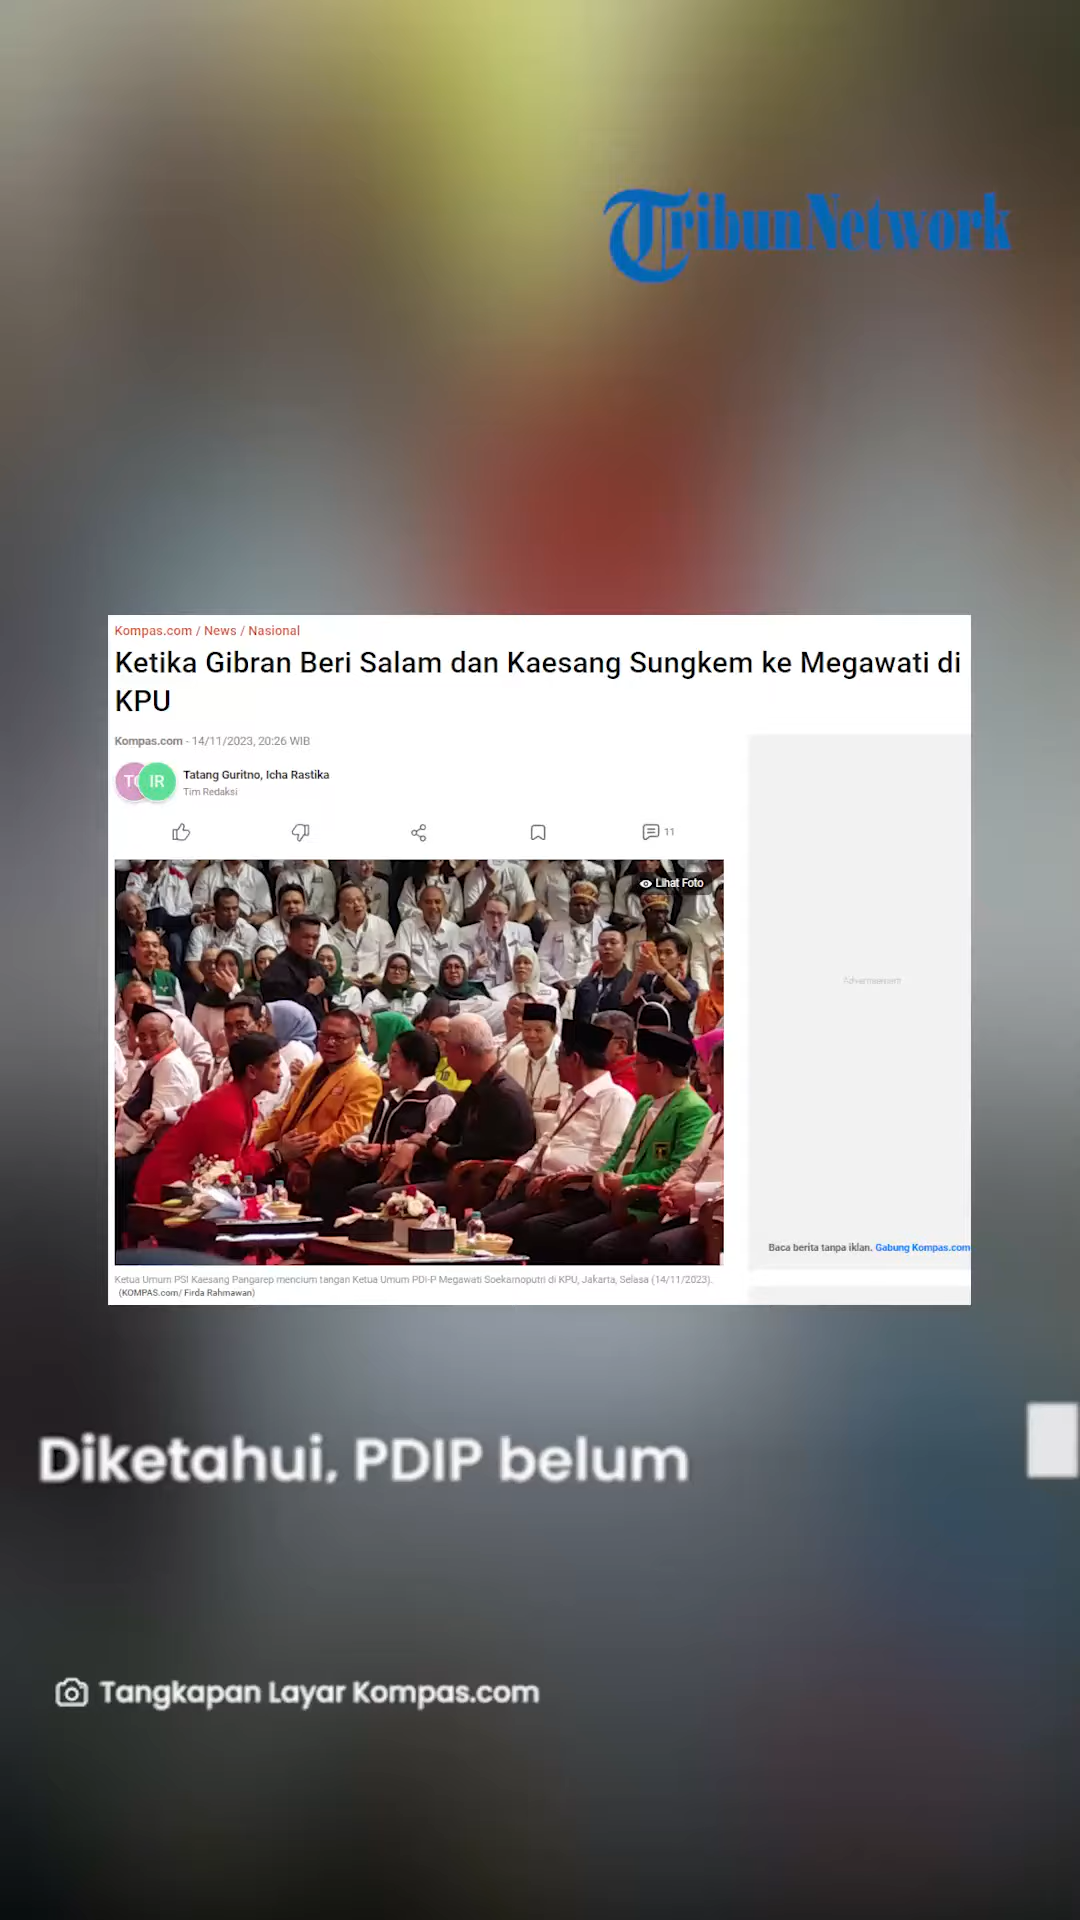 TribunNetwork
Kompas.com / News / Nasional
Ketika Gibran Beri Salam dan Kaesang Sungkem ke Megawati di
KPU
Kompas.com - 14/11/2023, 20:26 WIB
IR
Tatang Guritno, Icha Rastika
Tim Redaksi
11
Lihat Foto
Advertisement
Baca berita tanpa iklan. Gabung Kompas.com
Ketua Umum PSI Kaesang Pangarep mencium tangan Ketua Umum PDI-P Megawati Soekarnoputri di KPU, Jakarta, Selasa (14/11/2023).
(KOMPAS.com/ Firda Rahmawan)
Diketahui, PDIP belum
Tangkapan Layar Kompas.com